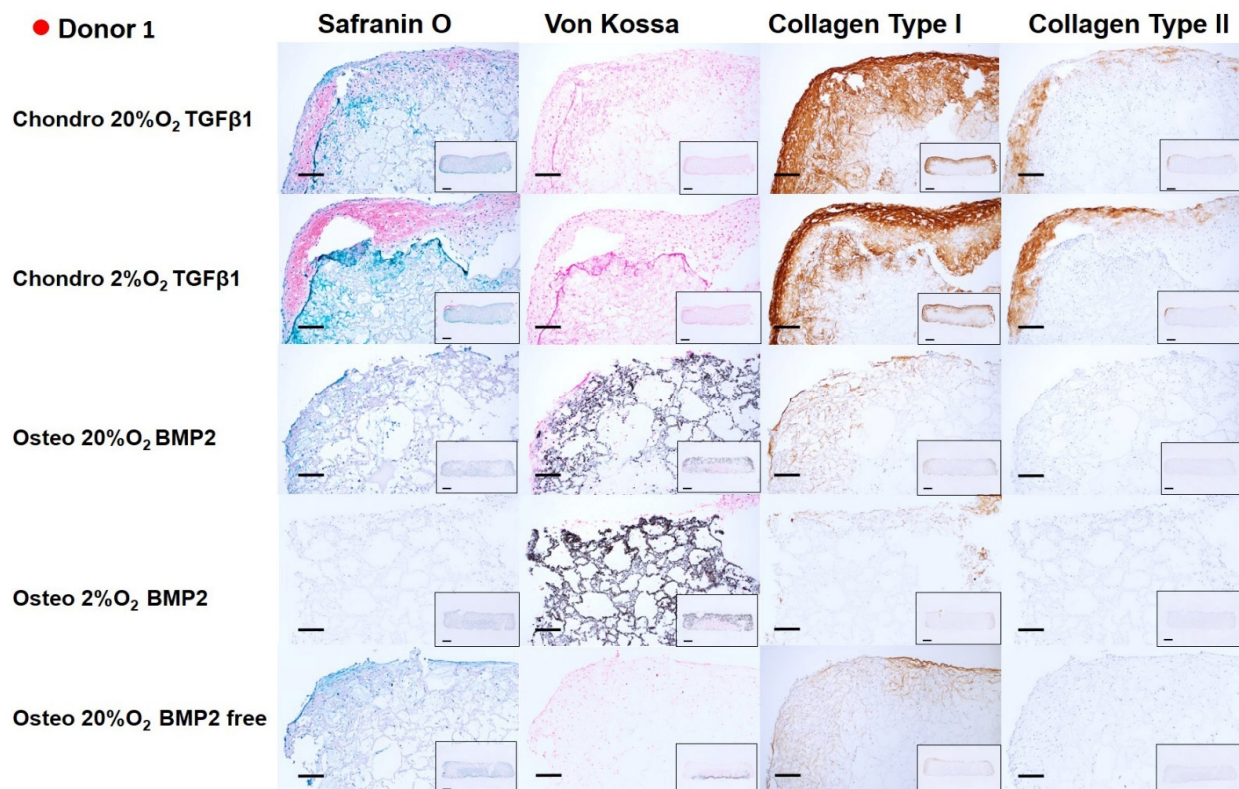 Donor 1
Safranin O Von Kossa Collagen Type I Collagen Type II
Chondro 20%O₂ TGFβ1
Chondro 2%O₂ TGFβ1
Osteo 20%O₂ BMP2
Osteo 2%O₂ BMP2
Osteo 20%O₂ BMP2 free